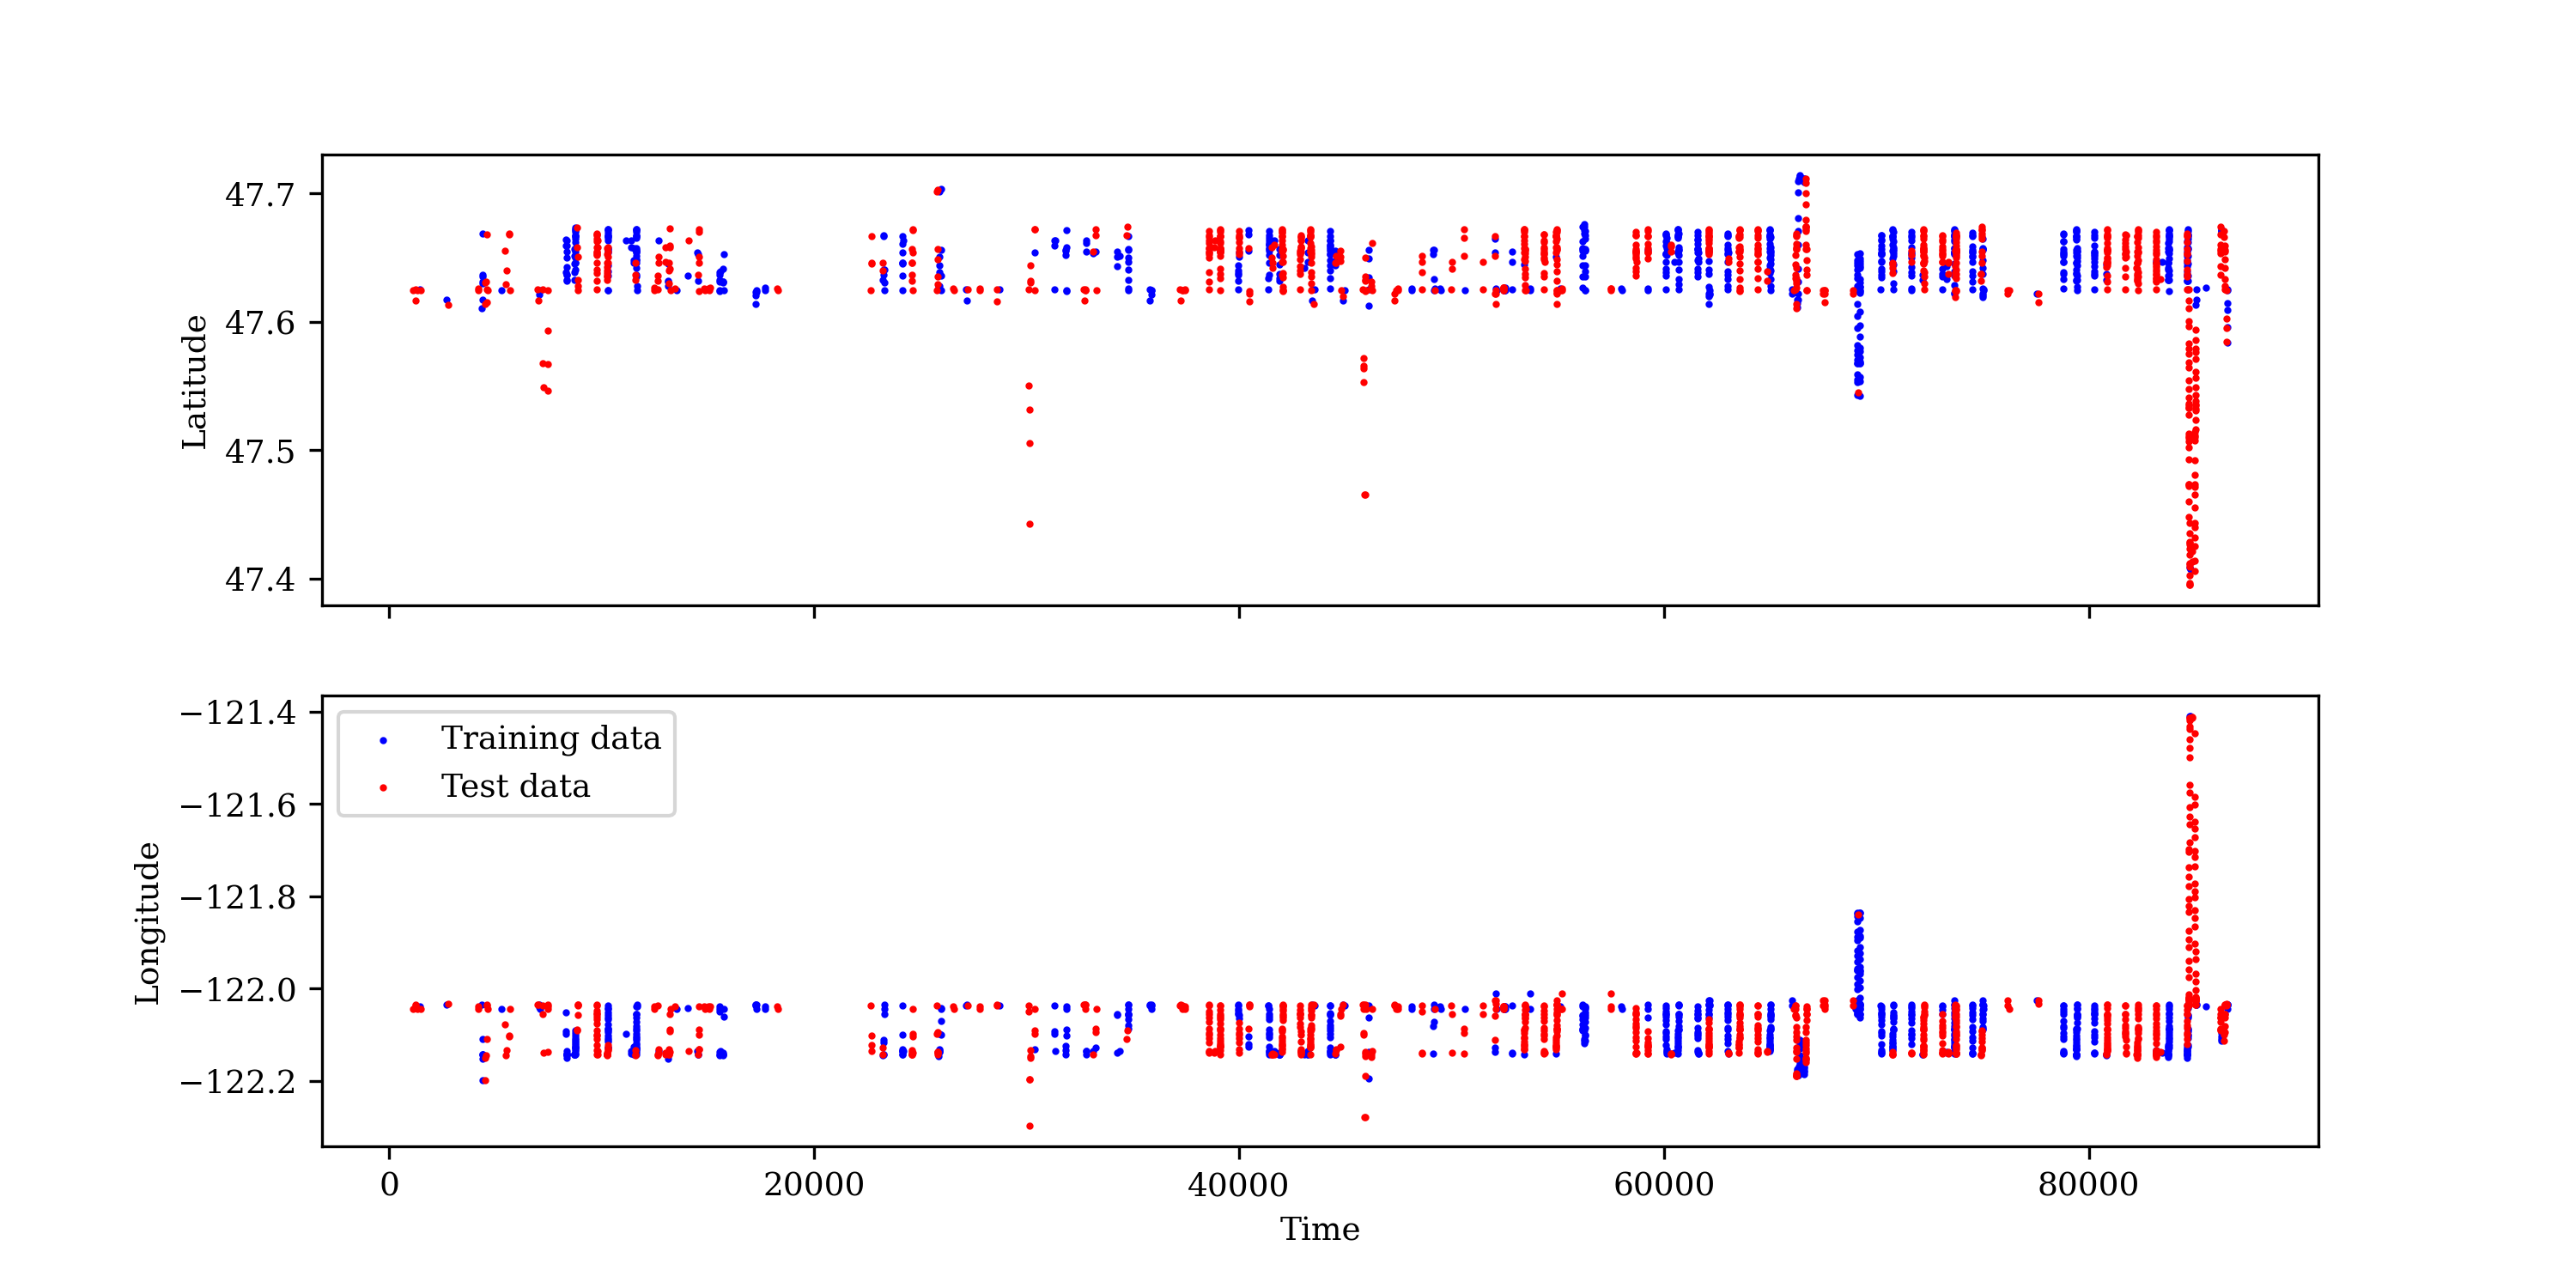 47.7
47.6
47.5
47.4
Latitude
−121.4
−121.6
−121.8
−122.0
−122.2
Longitude
Training data
Test data
0 20000 40000 60000 80000
Time